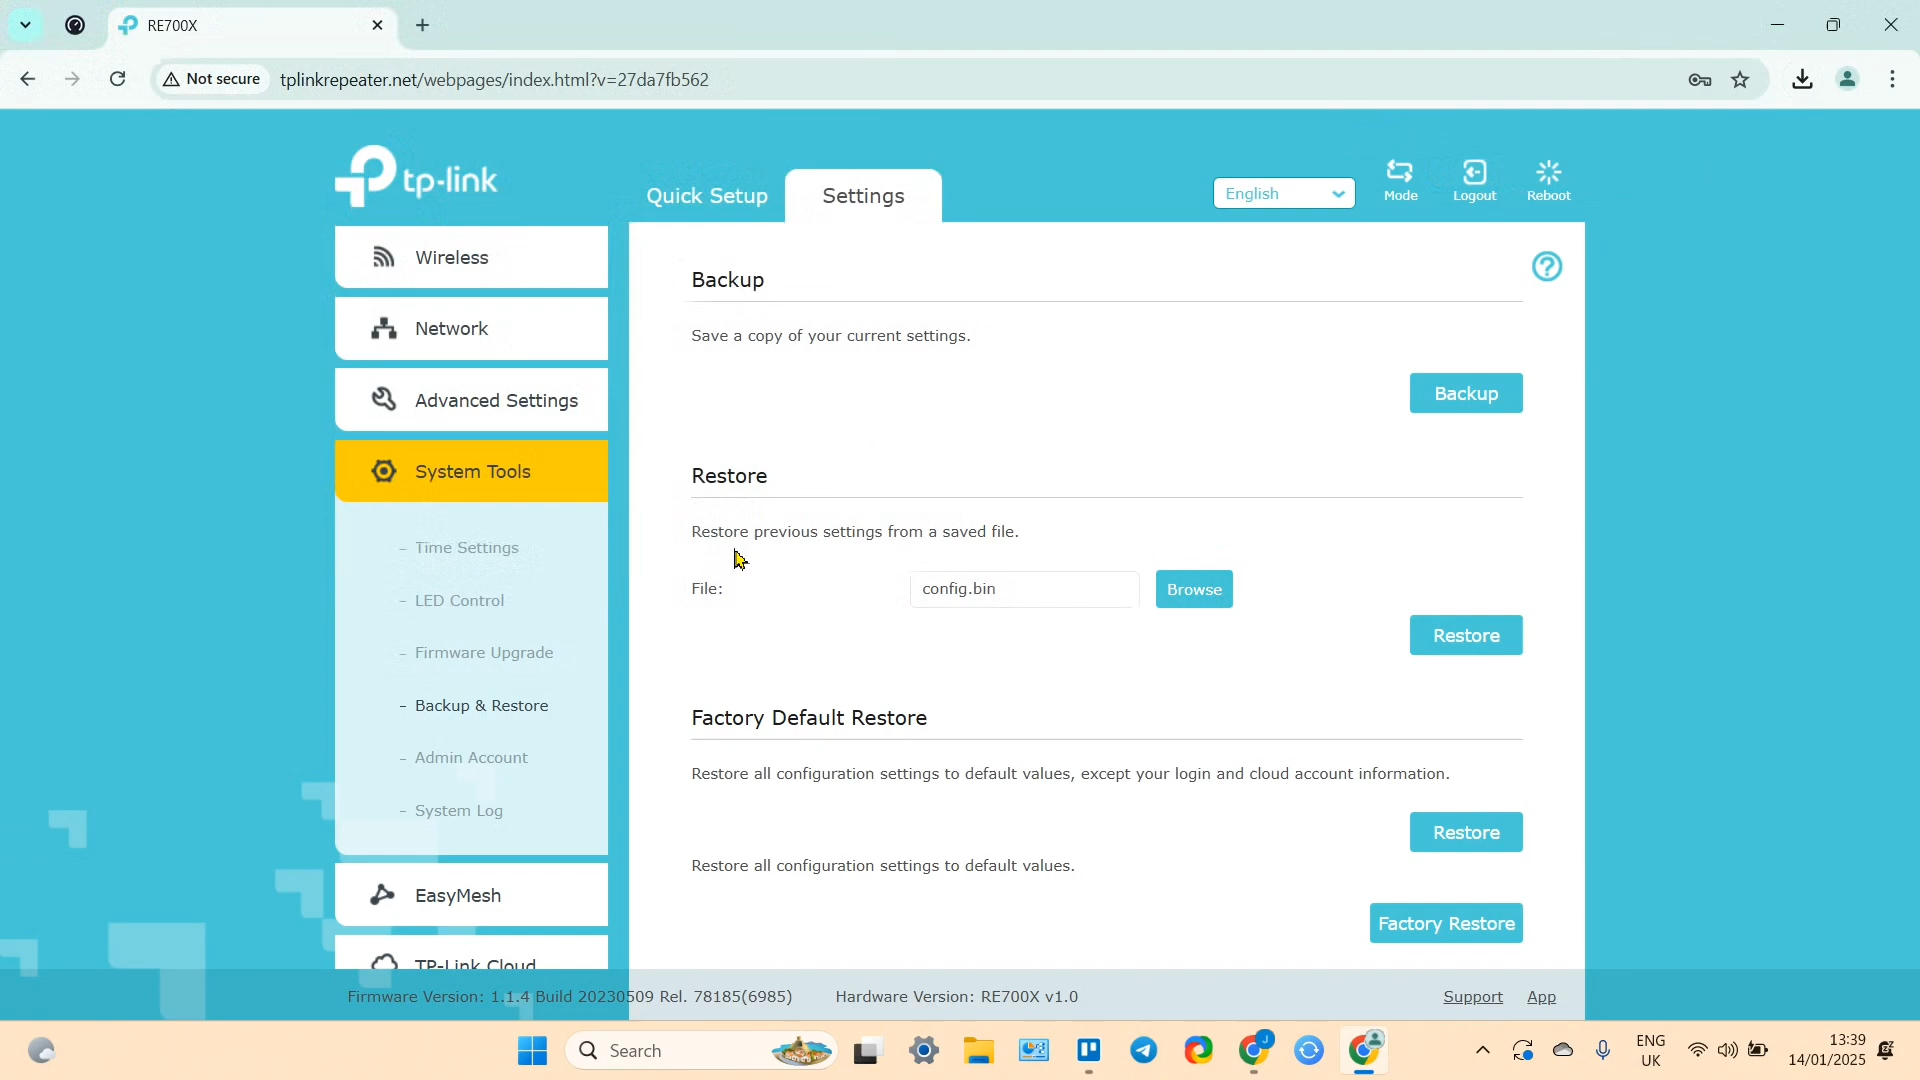 RE700X
Not secure
tplinkrepeater.net/webpages/index.html?v=27da7fb562
tp-link
Quick Setup
Settings
English
Mode
Logout
Reboot
Wireless
Network
Advanced Settings
System Tools
- Time Settings
- LED Control
- Firmware Upgrade
- Backup & Restore
- Admin Account
- System Log
EasyMesh
TP-Link Cloud
Backup
Save a copy of your current settings.
Backup
Restore
Restore previous settings from a saved file.
File:
config.bin
Browse
Restore
Factory Default Restore
Restore all configuration settings to default values, except your login and cloud account information.
Restore
Restore all configuration settings to default values.
Factory Restore
Firmware Version: 1.1.4 Build 20230509 Rel. 78185(6985)
Hardware Version: RE700X v1.0
Support
App
Search
J
ENG
UK
13:39
14/01/2025